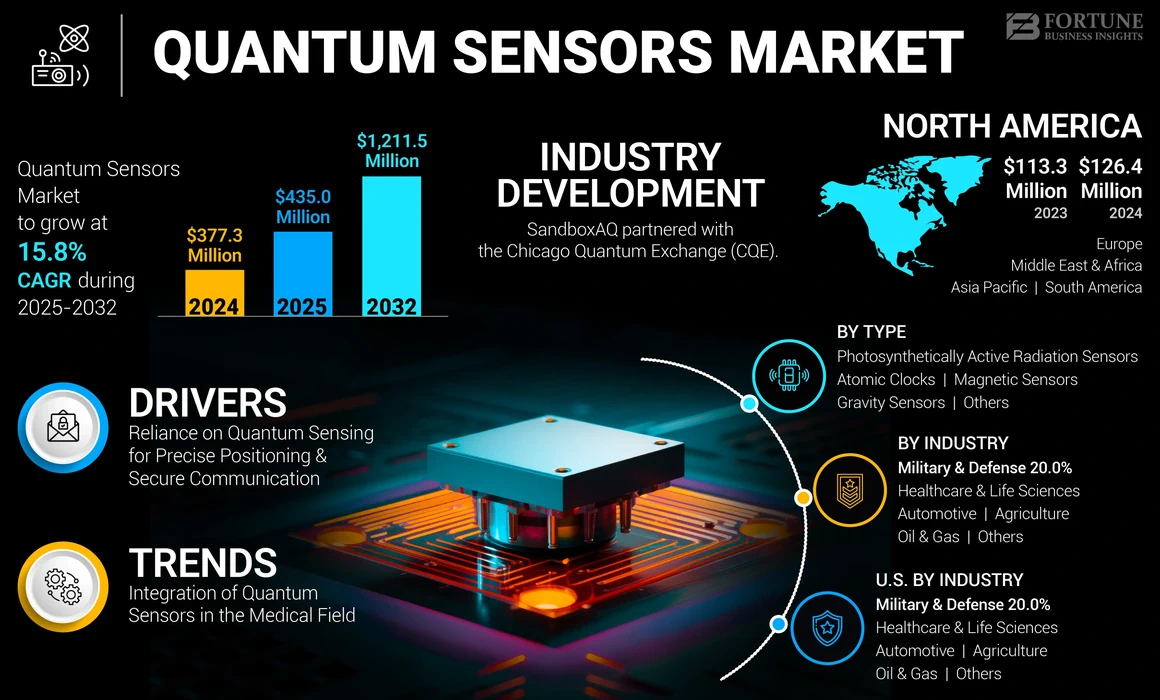 FORTUNE
BUSINESS INSIGHTS
QUANTUM SENSORS MARKET
Quantum Sensors
Market
to grow at
15.8%
CAGR during
2025-2032
$377.3
Million
2024
$435.0
Million
2025
$1,211.5
Million
2032
INDUSTRY
DEVELOPMENT
SandboxAQ partnered with
the Chicago Quantum Exchange (CQE).
NORTH AMERICA
$113.3
Million
2023
$126.4
Million
2024
Europe
Middle East & Africa
Asia Pacific | South America
DRIVERS
Reliance on Quantum Sensing
for Precise Positioning &
Secure Communication
TRENDS
Integration of Quantum
Sensors in the Medical Field
BY TYPE
Photosynthetically Active Radiation Sensors
Atomic Clocks | Magnetic Sensors
Gravity Sensors | Others
BY INDUSTRY
Military & Defense 20.0%
Healthcare & Life Sciences
Automotive | Agriculture
Oil & Gas | Others
U.S. BY INDUSTRY
Military & Defense 20.0%
Healthcare & Life Sciences
Automotive | Agriculture
Oil & Gas | Others